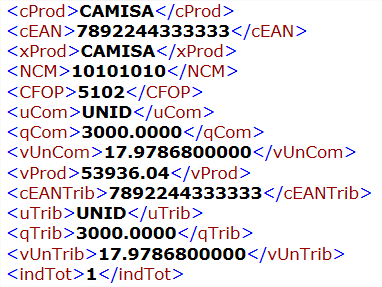 <cProd>CAMISA</cProd>
<cEAN>7892244333333</cEAN>
<xProd>CAMISA</xProd>
<NCM>10101010</NCM>
<CFOP>5102</CFOP>
<uCom>UNID</uCom>
<qCom>3000.0000</qCom>
<vUnCom>17.9786800000</vUnCom>
<vProd>53936.04</vProd>
<cEANTrib>7892244333333</cEANTrib>
<uTrib>UNID</uTrib>
<qTrib>3000.0000</qTrib>
<vUnTrib>17.9786800000</vUnTrib>
<indTot>1</indTot>